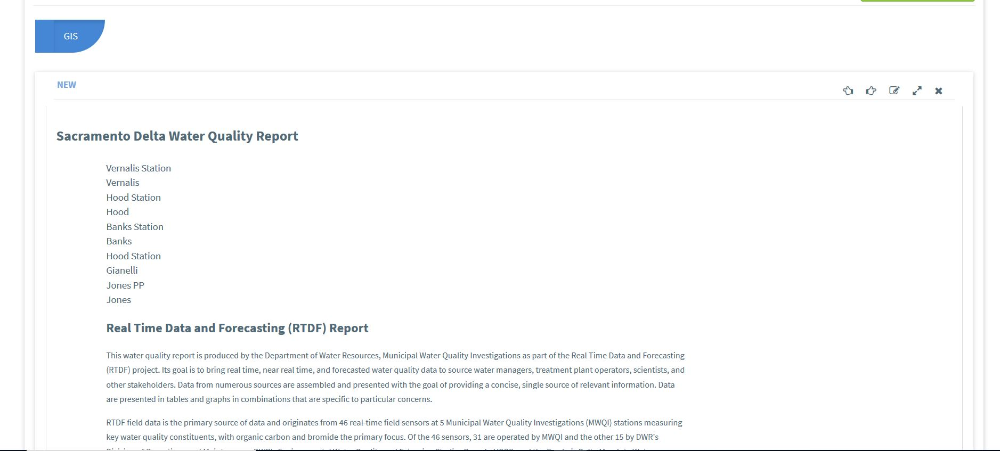 GIS
NEW
Sacramento Delta Water Quality Report
Vernalis Station
Vernalis
Hood Station
Hood
Banks Station
Banks
Hood Station
Gianelli
Jones PP
Jones
Real Time Data and Forecasting (RTDF) Report
This water quality report is produced by the Department of Water Resources, Municipal Water Quality Investigations as part of the Real Time Data and Forecasting
(RTDF) project. Its goal is to bring real time, near real time, and forecasted water quality data to source water managers, treatment plant operators, scientists, and
other stakeholders. Data from numerous sources are assembled and presented with the goal of providing a concise, single source of relevant information. Data
are presented in tables and graphs in combinations that are specific to particular concerns.
RTDF field data is the primary source of data and originates from 46 real-time field sensors at 5 Municipal Water Quality Investigations (MWQI) stations measuring
key water quality constituents, with organic carbon and bromide the primary focus. Of the 46 sensors, 31 are operated by MWQI and the other 15 by DWR's